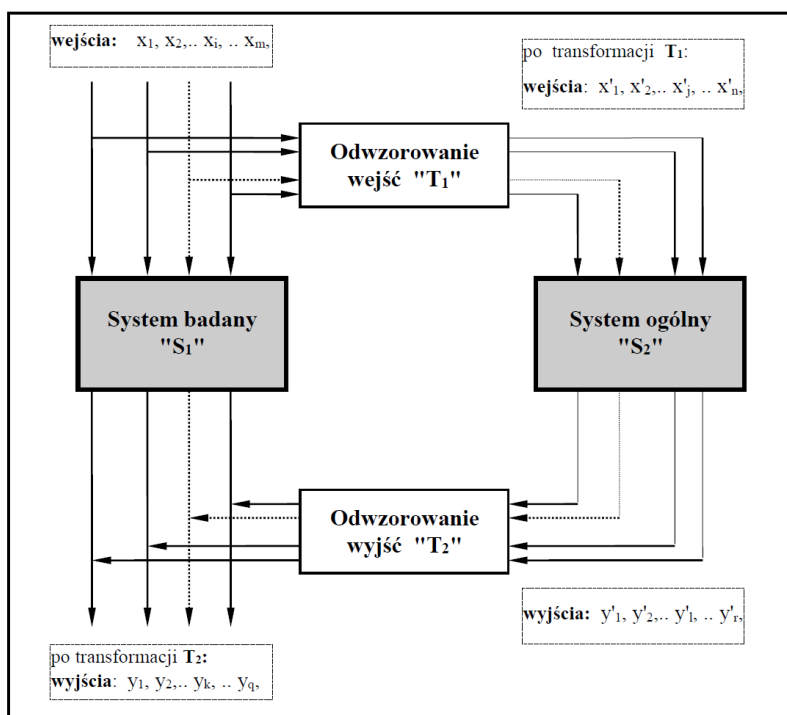 wejścia: x₁, x₂,.. xᵢ, .. xₘ,
po transformacji T₁:
wejścia: x'₁, x'₂,.. x'ⱼ, .. x'ₙ,
Odwzorowanie
wejść "T₁"
System badany
"S₁"
System ogólny
"S₂"
Odwzorowanie
wyjść "T₂"
wyjścia: y'₁, y'₂,.. y'ₗ, .. y'ᵣ,
po transformacji T₂:
wyjścia: y₁, y₂,.. yₖ, .. y_q,